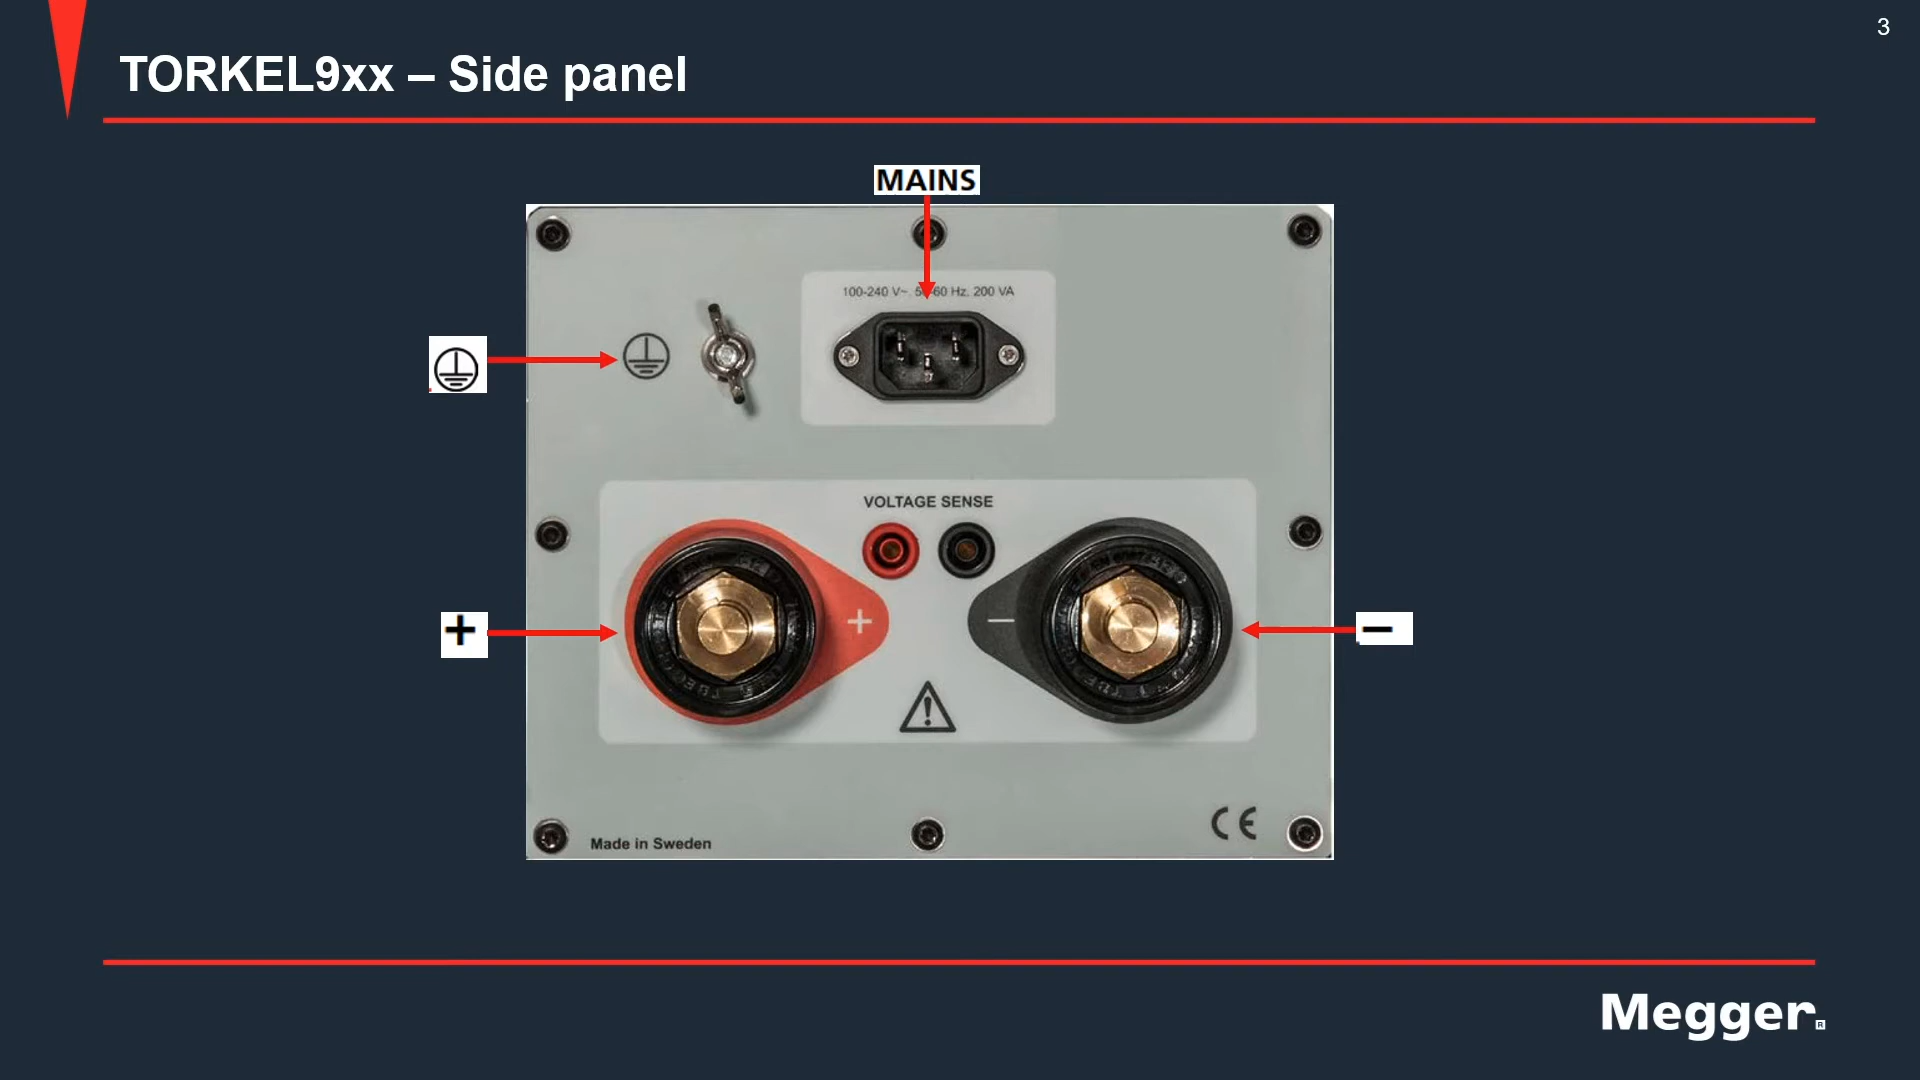 3
TORKEL9xx – Side panel
MAINS
100-240 V~, 50-60 Hz, 200 VA
VOLTAGE SENSE
+
+
−
−
Made in Sweden
CE
Megger®